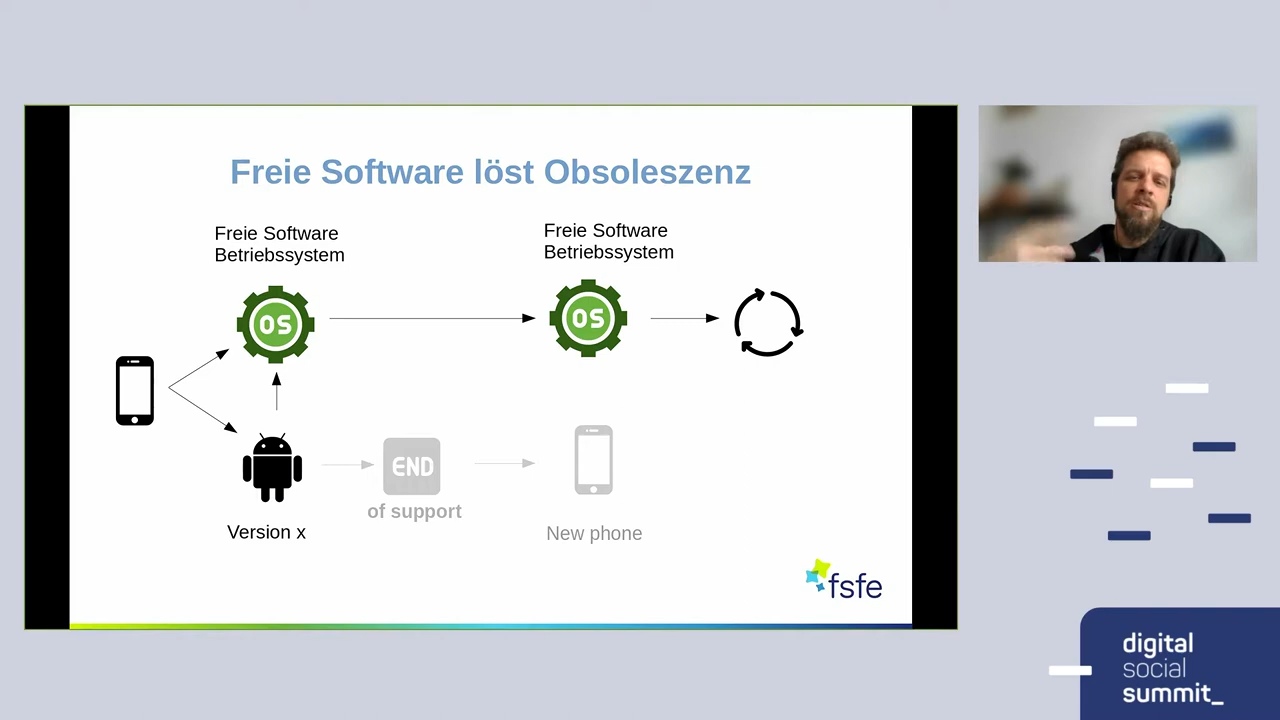 Freie Software löst Obsoleszenz
Freie Software
Betriebssystem
Freie Software
Betriebssystem
OS
OS
END
of support
Version x
New phone
fsfe
digital
social
summit_